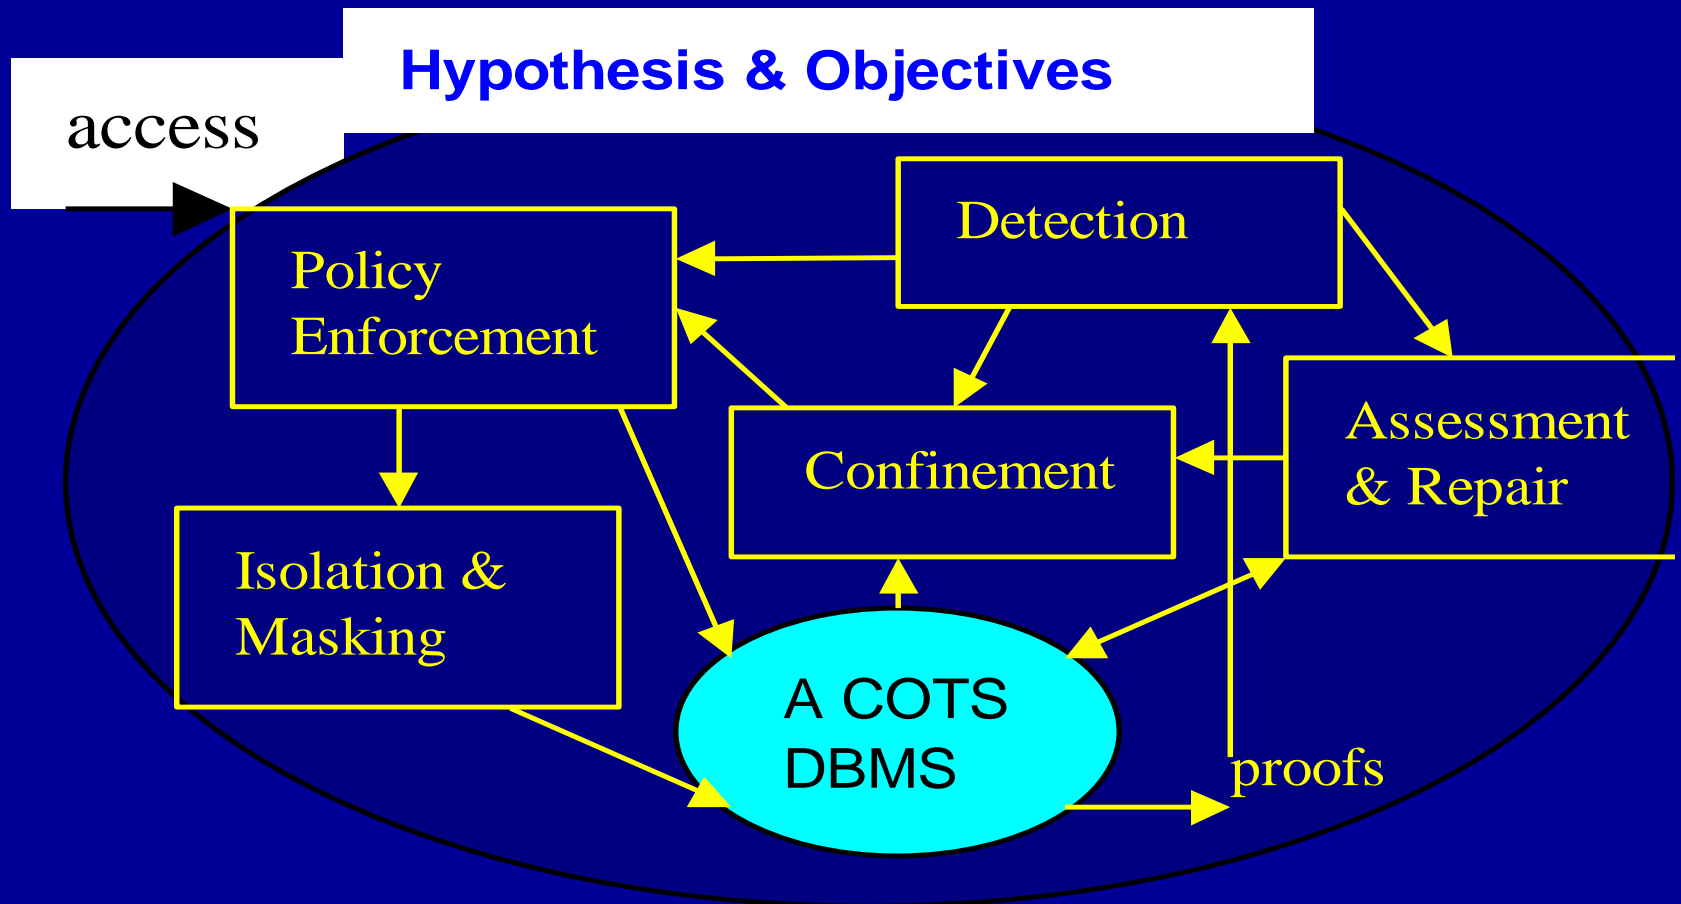 Hypothesis & Objectives
access
Detection
Policy
Enforcement
Assessment
& Repair
Confinement
Isolation &
Masking
A COTS
DBMS
proofs